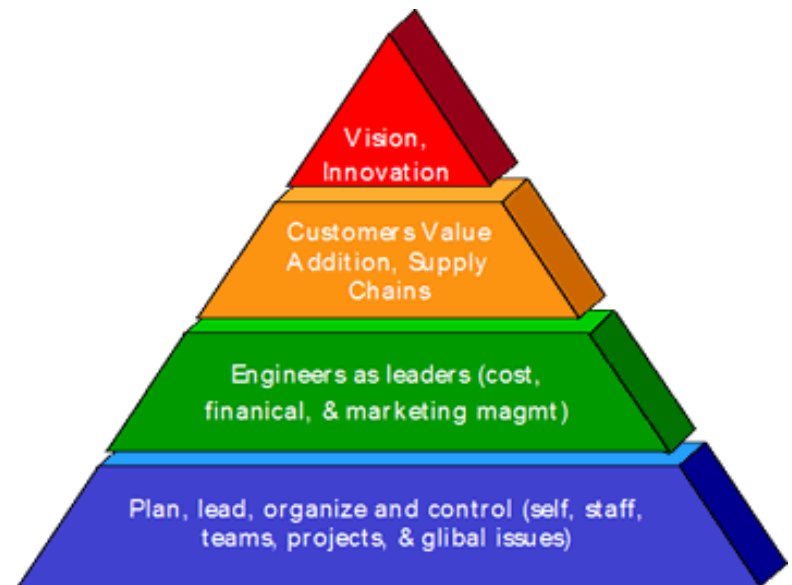 Vision,
Innovation
Customers Value
Addition, Supply
Chains
Engineers as leaders (cost,
finanical, & marketing magmt)
Plan, lead, organize and control (self, staff,
teams, projects, & glibal issues)